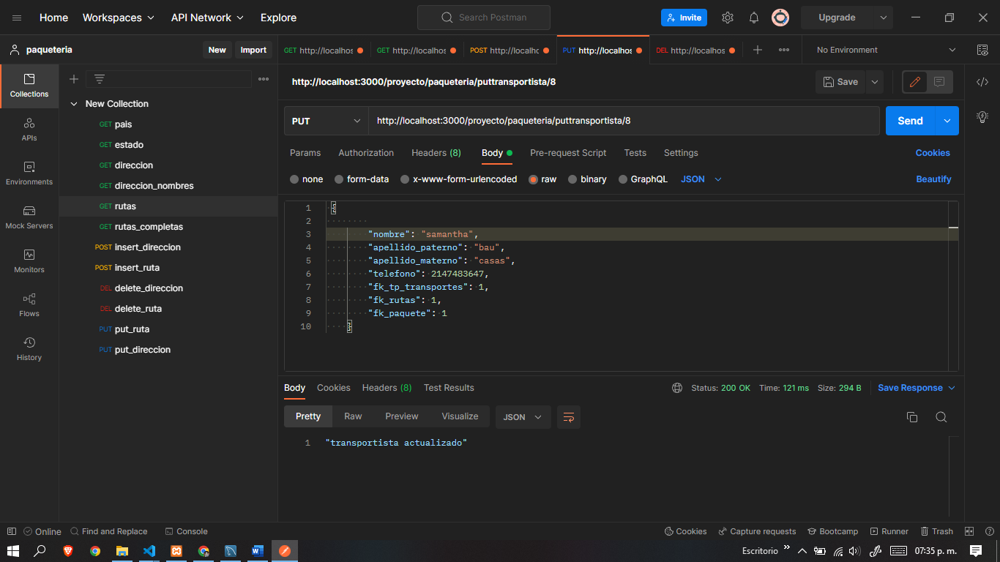 Home Workspaces API Network Explore Search Postman Invite Upgrade
paqueteria New Import GET http://localhos GET http://localhos POST http://localhc PUT http://localhos DEL http://localhos No Environment
http://localhost:3000/proyecto/paqueteria/puttransportista/8 Save
Collections
APIs
Environments
Mock Servers
Monitors
Flows
History
New Collection
GET pais
GET estado
GET direccion
GET direccion_nombres
GET rutas
GET rutas_completas
POST insert_direccion
POST insert_ruta
DEL delete_direccion
DEL delete_ruta
PUT put_ruta
PUT put_direccion
PUT http://localhost:3000/proyecto/paqueteria/puttransportista/8 Send
Params Authorization Headers (8) Body Pre-request Script Tests Settings Cookies
none form-data x-www-form-urlencoded raw binary GraphQL JSON Beautify
1 {
2
3 "nombre": "samantha",
4 "apellido_paterno": "bau",
5 "apellido_materno": "casas",
6 "telefono": 2147483647,
7 "fk_tp_transportes": 1,
8 "fk_rutas": 1,
9 "fk_paquete": 1
10 }
Body Cookies Headers (8) Test Results Status: 200 OK Time: 121 ms Size: 294 B Save Response
Pretty Raw Preview Visualize JSON
1 "transportista actualizado"
Online Find and Replace Console Cookies Capture requests Bootcamp Runner Trash
Escritorio 07:35 p. m.